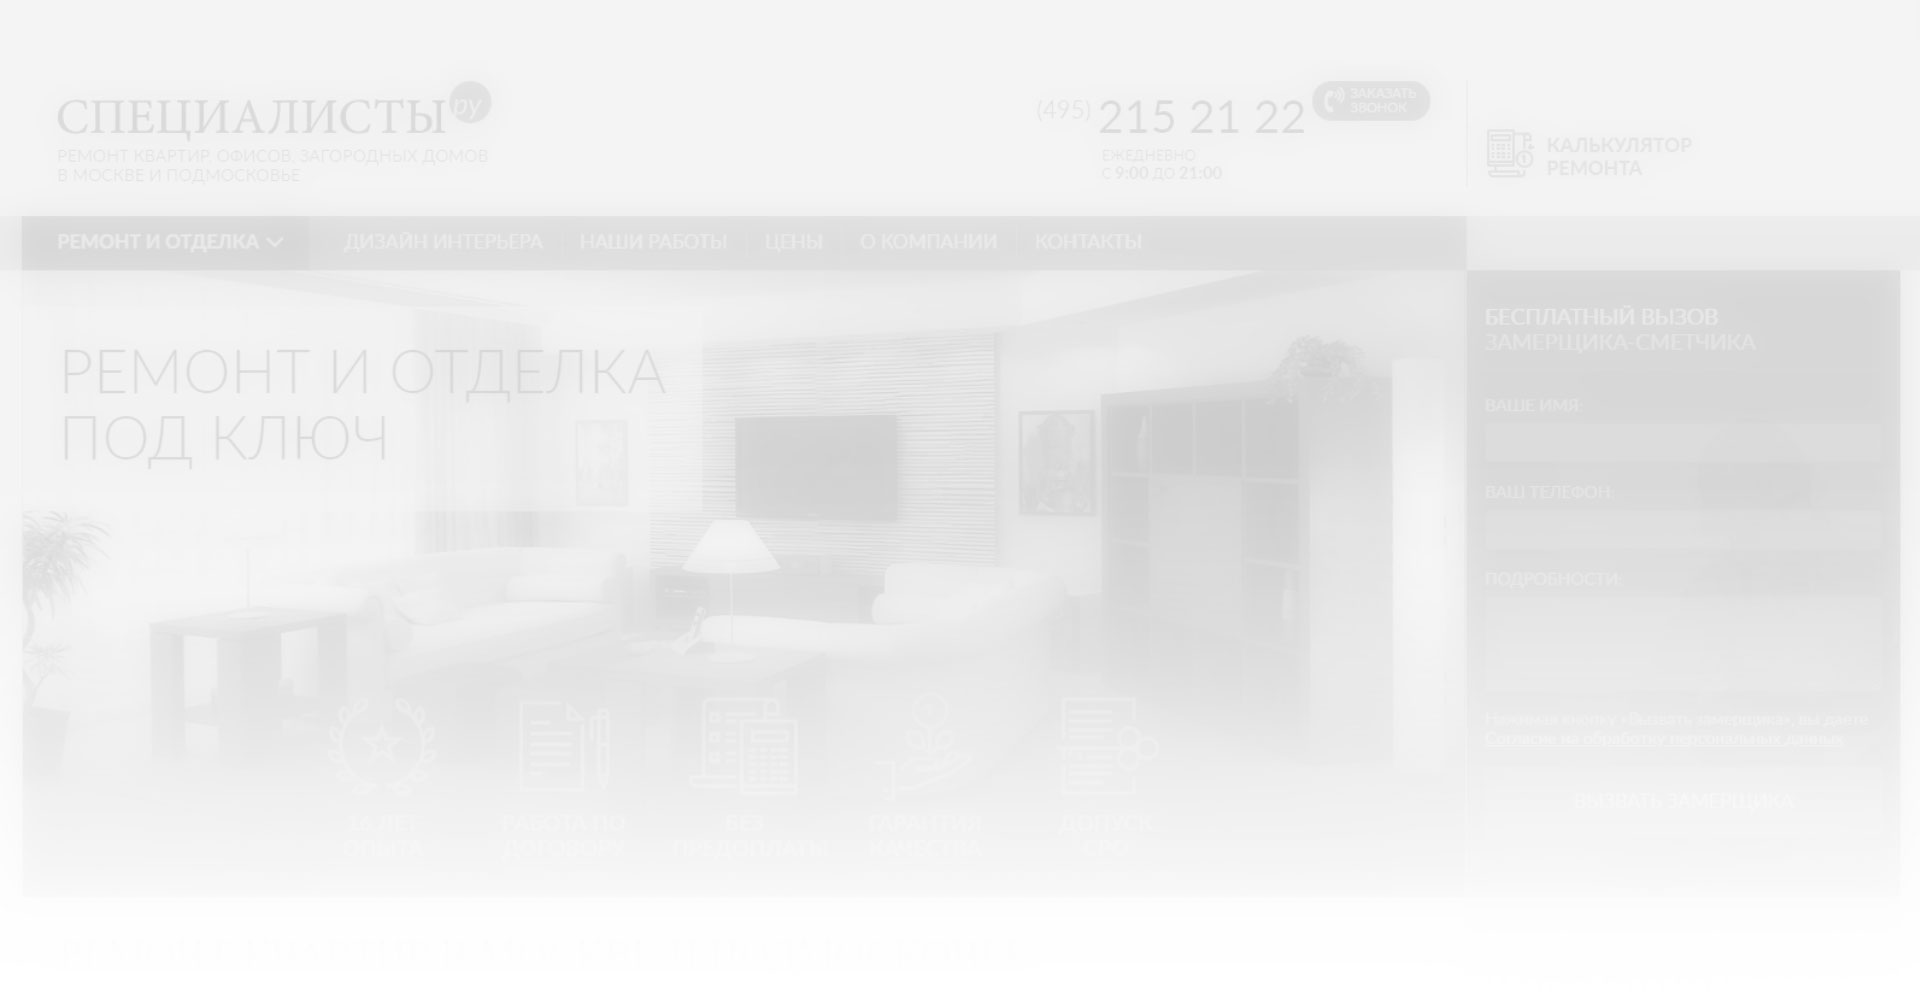 СПЕЦИАЛИСТЫ ру
РЕМОНТ КВАРТИР, ОФИСОВ, ЗАГОРОДНЫХ ДОМОВ
В МОСКВЕ И ПОДМОСКОВЬЕ
(495) 215 21 22
ЗАКАЗАТЬ
ЗВОНОК
ЕЖЕДНЕВНО
С 9:00 ДО 21:00
КАЛЬКУЛЯТОР
РЕМОНТА
РЕМОНТ И ОТДЕЛКА ДИЗАЙН ИНТЕРЬЕРА НАШИ РАБОТЫ ЦЕНЫ О КОМПАНИИ КОНТАКТЫ
РЕМОНТ И ОТДЕЛКА
ПОД КЛЮЧ
16 ЛЕТ
ОПЫТА
РАБОТА ПО
ДОГОВОРУ
БЕЗ
ПРЕДОПЛАТЫ
ГАРАНТИЯ
КАЧЕСТВА
ДОПУСК
СРО
БЕСПЛАТНЫЙ ВЫЗОВ
ЗАМЕРЩИКА-СМЕТЧИКА
ВАШЕ ИМЯ:
ВАШ ТЕЛЕФОН:
ПОДРОБНОСТИ:
Нажимая кнопку «Вызвать замерщика», вы даете
Согласие на обработку персональных данных
ВЫЗВАТЬ ЗАМЕРЩИКА